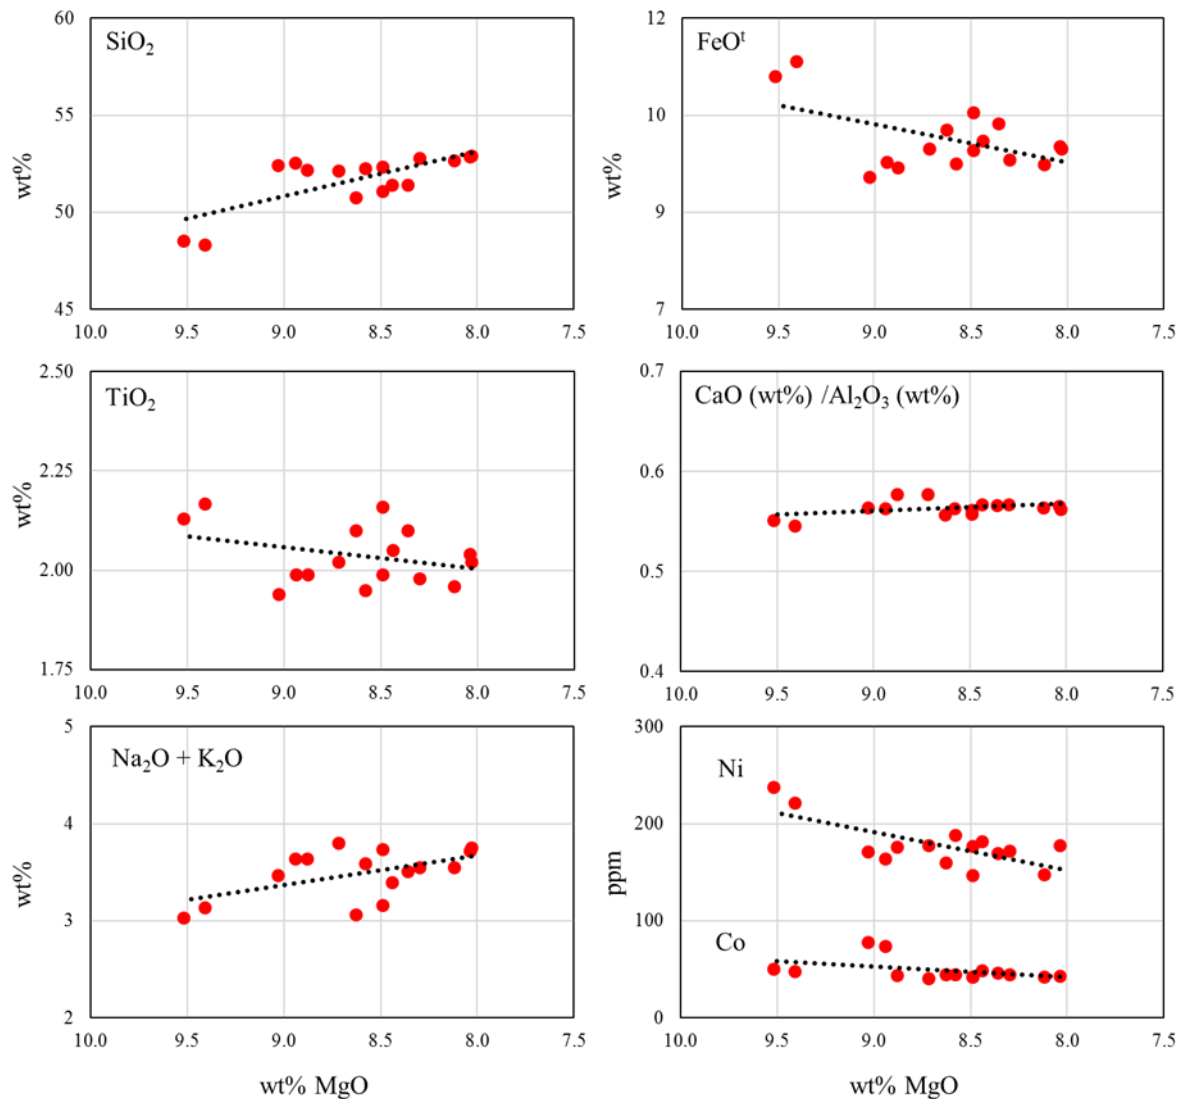 SiO₂
wt%
60
55
50
45
10.0 9.5 9.0 8.5 8.0 7.5
FeOᵗ
wt%
12
10
9
7
10.0 9.5 9.0 8.5 8.0 7.5
TiO₂
wt%
2.50
2.25
2.00
1.75
10.0 9.5 9.0 8.5 8.0 7.5
CaO (wt%) /Al₂O₃ (wt%)
0.7
0.6
0.5
0.4
10.0 9.5 9.0 8.5 8.0 7.5
Na₂O + K₂O
wt%
5
4
3
2
10.0 9.5 9.0 8.5 8.0 7.5
wt% MgO
Ni
Co
ppm
300
200
100
0
10.0 9.5 9.0 8.5 8.0 7.5
wt% MgO